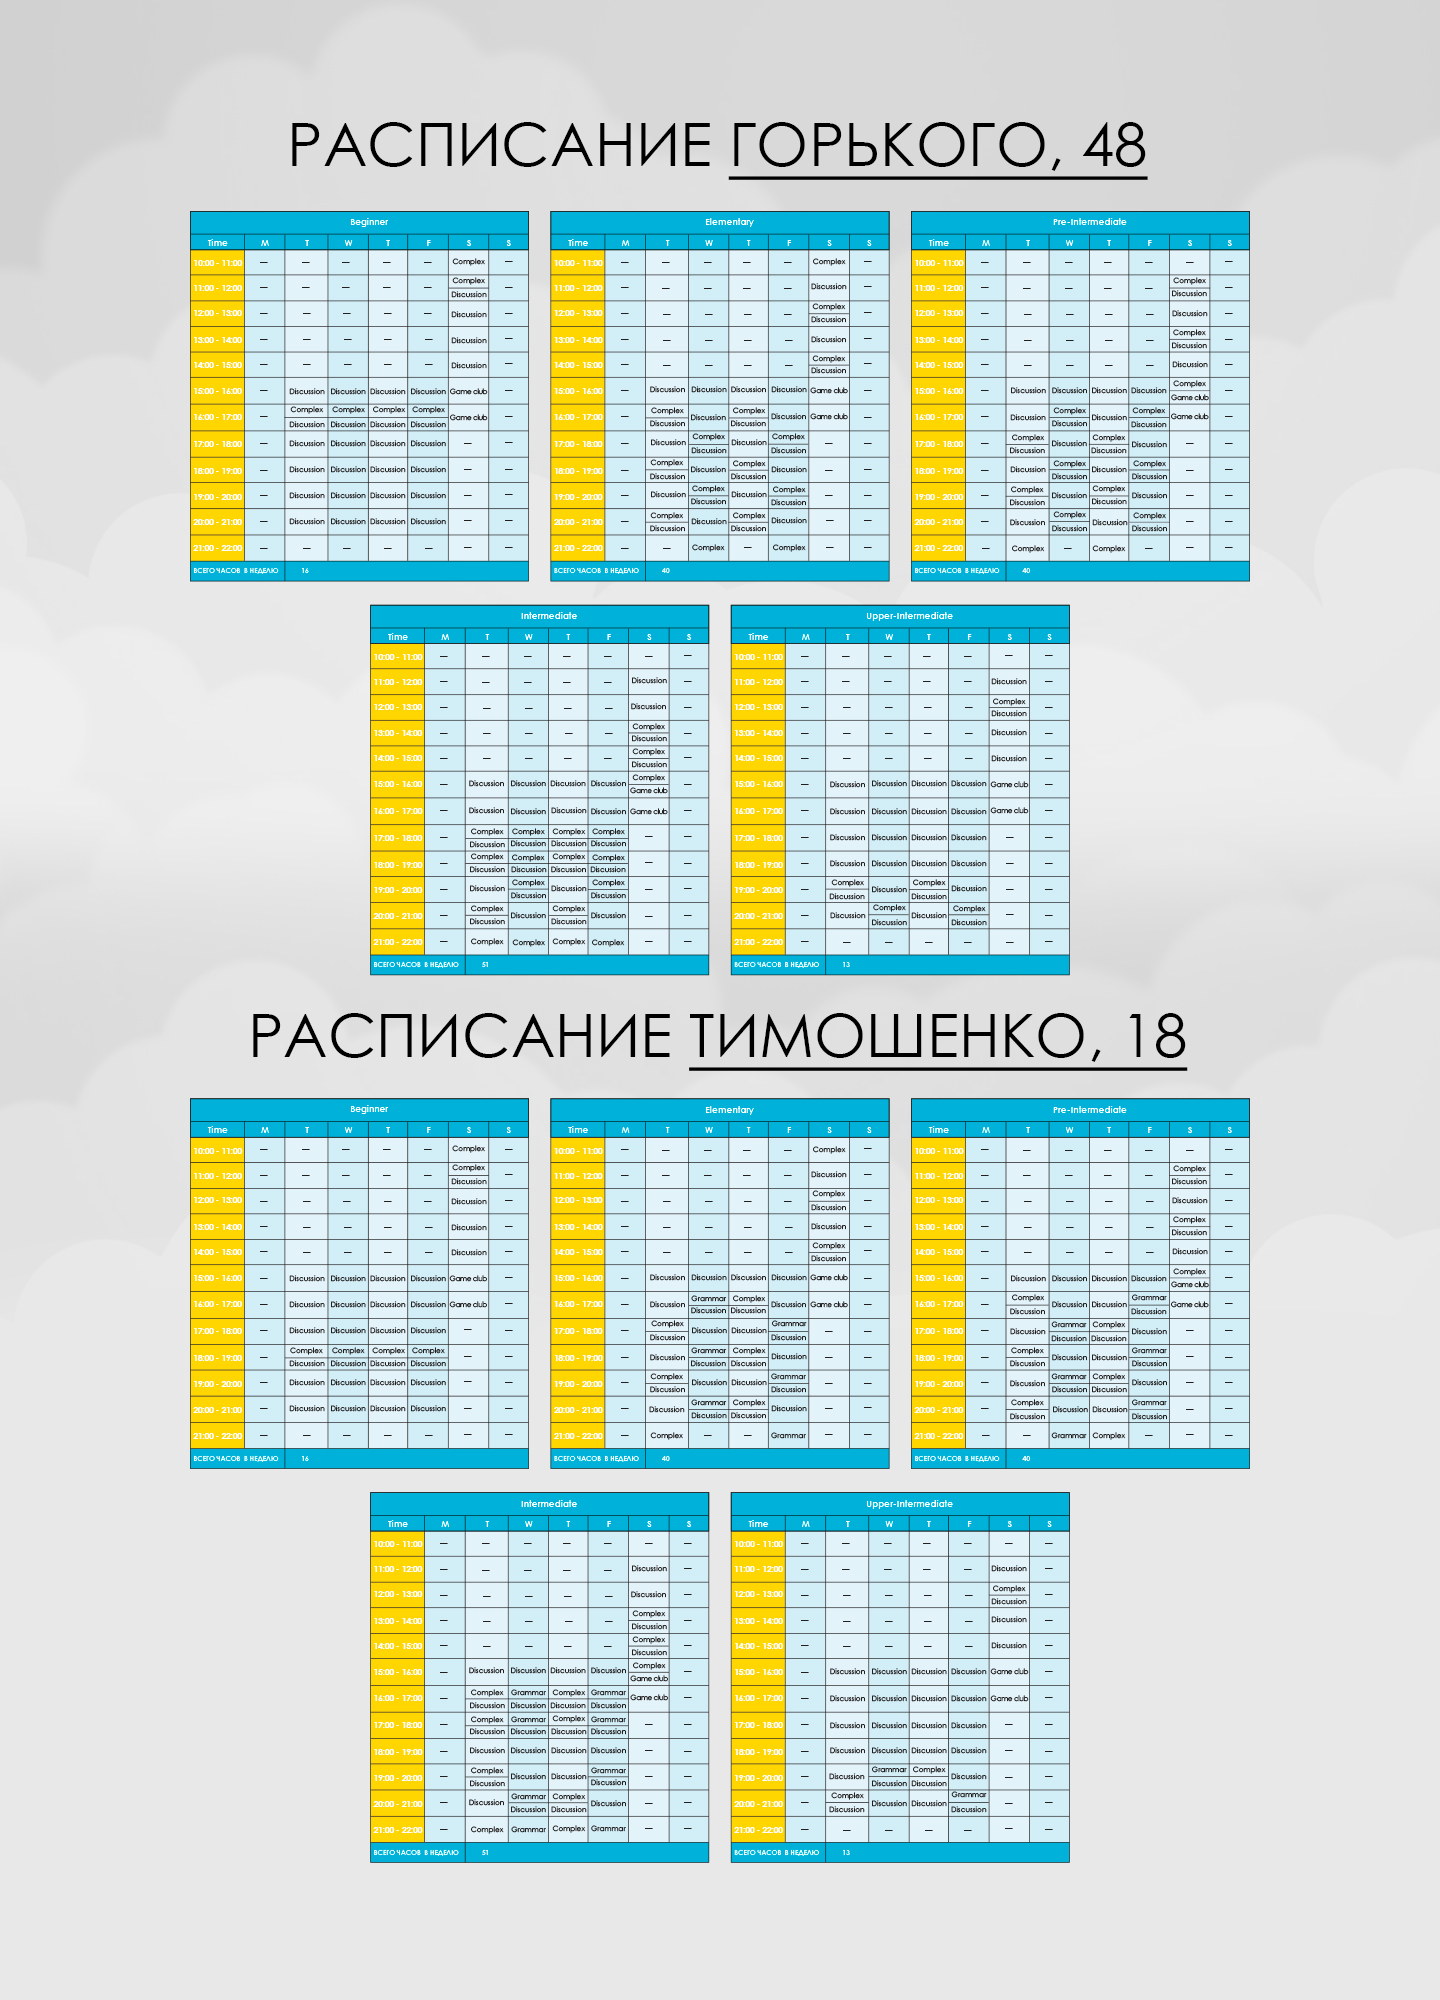 РАСПИСАНИЕ ГОРЬКОГО, 48
Beginner
Time M T W T F S S
10:00 - 11:00 — — — — — Complex —
11:00 - 12:00 — — — — — Complex Discussion —
12:00 - 13:00 — — — — — Discussion —
13:00 - 14:00 — — — — — Discussion —
14:00 - 15:00 — — — — — Discussion —
15:00 - 16:00 — Discussion Discussion Discussion Discussion Game club —
16:00 - 17:00 — Complex Discussion Complex Discussion Complex Discussion Complex Discussion Game club —
17:00 - 18:00 — Discussion Discussion Discussion Discussion — —
18:00 - 19:00 — Discussion Discussion Discussion Discussion — —
19:00 - 20:00 — Discussion Discussion Discussion Discussion — —
20:00 - 21:00 — Discussion Discussion Discussion Discussion — —
21:00 - 22:00 — — — — — — —
ВСЕГО ЧАСОВ В НЕДЕЛЮ 16
Elementary
Time M T W T F S S
10:00 - 11:00 — — — — — Complex —
11:00 - 12:00 — — — — — Discussion —
12:00 - 13:00 — — — — — Complex Discussion —
13:00 - 14:00 — — — — — Discussion —
14:00 - 15:00 — — — — — Complex Discussion —
15:00 - 16:00 — Discussion Discussion Discussion Discussion Game club —
16:00 - 17:00 — Complex Discussion Discussion Complex Discussion Discussion Game club —
17:00 - 18:00 — Discussion Complex Discussion Discussion Complex Discussion — —
18:00 - 19:00 — Complex Discussion Discussion Complex Discussion Discussion — —
19:00 - 20:00 — Discussion Complex Discussion Discussion Complex Discussion — —
20:00 - 21:00 — Complex Discussion Discussion Complex Discussion Discussion — —
21:00 - 22:00 — — Complex — Complex — —
ВСЕГО ЧАСОВ В НЕДЕЛЮ 40
Pre-Intermediate
Time M T W T F S S
10:00 - 11:00 — — — — — — —
11:00 - 12:00 — — — — — Complex Discussion —
12:00 - 13:00 — — — — — Discussion —
13:00 - 14:00 — — — — — Complex Discussion —
14:00 - 15:00 — — — — — Discussion —
15:00 - 16:00 — Discussion Discussion Discussion Discussion Complex Game club —
16:00 - 17:00 — Discussion Complex Discussion Discussion Complex Discussion Game club —
17:00 - 18:00 — Complex Discussion Discussion Complex Discussion Discussion — —
18:00 - 19:00 — Discussion Complex Discussion Discussion Complex Discussion — —
19:00 - 20:00 — Complex Discussion Discussion Complex Discussion Discussion — —
20:00 - 21:00 — Discussion Complex Discussion Discussion Complex Discussion — —
21:00 - 22:00 — Complex — Complex — — —
ВСЕГО ЧАСОВ В НЕДЕЛЮ 40
Intermediate
Time M T W T F S S
10:00 - 11:00 — — — — — — —
11:00 - 12:00 — — — — — Discussion —
12:00 - 13:00 — — — — — Discussion —
13:00 - 14:00 — — — — — Complex Discussion —
14:00 - 15:00 — — — — — Complex Discussion —
15:00 - 16:00 — Discussion Discussion Discussion Discussion Complex Game club —
16:00 - 17:00 — Discussion Discussion Discussion Discussion Game club —
17:00 - 18:00 — Complex Discussion Complex Discussion Complex Discussion Complex Discussion — —
18:00 - 19:00 — Complex Discussion Complex Discussion Complex Discussion Complex Discussion — —
19:00 - 20:00 — Discussion Complex Discussion Discussion Complex Discussion — —
20:00 - 21:00 — Complex Discussion Discussion Complex Discussion Discussion — —
21:00 - 22:00 — Complex Complex Complex Complex — —
ВСЕГО ЧАСОВ В НЕДЕЛЮ 51
Upper-Intermediate
Time M T W T F S S
10:00 - 11:00 — — — — — — —
11:00 - 12:00 — — — — — Discussion —
12:00 - 13:00 — — — — — Complex Discussion —
13:00 - 14:00 — — — — — Discussion —
14:00 - 15:00 — — — — — Discussion —
15:00 - 16:00 — Discussion Discussion Discussion Discussion Game club —
16:00 - 17:00 — Discussion Discussion Discussion Discussion Game club —
17:00 - 18:00 — Discussion Discussion Discussion Discussion — —
18:00 - 19:00 — Discussion Discussion Discussion Discussion — —
19:00 - 20:00 — Complex Discussion Discussion Complex Discussion Discussion — —
20:00 - 21:00 — Discussion Complex Discussion Discussion Complex Discussion — —
21:00 - 22:00 — — — — — — —
ВСЕГО ЧАСОВ В НЕДЕЛЮ 13
РАСПИСАНИЕ ТИМОШЕНКО, 18
Beginner
Time M T W T F S S
10:00 - 11:00 — — — — — Complex —
11:00 - 12:00 — — — — — Complex Discussion —
12:00 - 13:00 — — — — — Discussion —
13:00 - 14:00 — — — — — Discussion —
14:00 - 15:00 — — — — — Discussion —
15:00 - 16:00 — Discussion Discussion Discussion Discussion Game club —
16:00 - 17:00 — Discussion Discussion Discussion Discussion Game club —
17:00 - 18:00 — Discussion Discussion Discussion Discussion — —
18:00 - 19:00 — Complex Discussion Complex Discussion Complex Discussion Complex Discussion — —
19:00 - 20:00 — Discussion Discussion Discussion Discussion — —
20:00 - 21:00 — Discussion Discussion Discussion Discussion — —
21:00 - 22:00 — — — — — — —
ВСЕГО ЧАСОВ В НЕДЕЛЮ 16
Elementary
Time M T W T F S S
10:00 - 11:00 — — — — — Complex —
11:00 - 12:00 — — — — — Discussion —
12:00 - 13:00 — — — — — Complex Discussion —
13:00 - 14:00 — — — — — Discussion —
14:00 - 15:00 — — — — — Complex Discussion —
15:00 - 16:00 — Discussion Discussion Discussion Discussion Game club —
16:00 - 17:00 — Discussion Grammar Discussion Complex Discussion Discussion Game club —
17:00 - 18:00 — Complex Discussion Discussion Discussion Grammar Discussion — —
18:00 - 19:00 — Discussion Grammar Discussion Complex Discussion Discussion — —
19:00 - 20:00 — Complex Discussion Discussion Discussion Grammar Discussion — —
20:00 - 21:00 — Discussion Grammar Discussion Complex Discussion Discussion — —
21:00 - 22:00 — Complex — — Grammar — —
ВСЕГО ЧАСОВ В НЕДЕЛЮ 40
Pre-Intermediate
Time M T W T F S S
10:00 - 11:00 — — — — — — —
11:00 - 12:00 — — — — — Complex Discussion —
12:00 - 13:00 — — — — — Discussion —
13:00 - 14:00 — — — — — Complex Discussion —
14:00 - 15:00 — — — — — Discussion —
15:00 - 16:00 — Discussion Discussion Discussion Discussion Complex Game club —
16:00 - 17:00 — Complex Discussion Discussion Discussion Grammar Discussion Game club —
17:00 - 18:00 — Discussion Grammar Discussion Complex Discussion Discussion — —
18:00 - 19:00 — Complex Discussion Discussion Discussion Grammar Discussion — —
19:00 - 20:00 — Discussion Grammar Discussion Complex Discussion Discussion — —
20:00 - 21:00 — Complex Discussion Discussion Discussion Grammar Discussion — —
21:00 - 22:00 — — Grammar Complex — — —
ВСЕГО ЧАСОВ В НЕДЕЛЮ 40
Intermediate
Time M T W T F S S
10:00 - 11:00 — — — — — — —
11:00 - 12:00 — — — — — Discussion —
12:00 - 13:00 — — — — — Discussion —
13:00 - 14:00 — — — — — Complex Discussion —
14:00 - 15:00 — — — — — Complex Discussion —
15:00 - 16:00 — Discussion Discussion Discussion Discussion Complex Game club —
16:00 - 17:00 — Complex Discussion Grammar Discussion Complex Discussion Grammar Discussion Game club —
17:00 - 18:00 — Complex Discussion Grammar Discussion Complex Discussion Grammar Discussion — —
18:00 - 19:00 — Discussion Discussion Discussion Discussion — —
19:00 - 20:00 — Complex Discussion Discussion Discussion Grammar Discussion — —
20:00 - 21:00 — Discussion Grammar Discussion Complex Discussion Discussion — —
21:00 - 22:00 — Complex Grammar Complex Grammar — —
ВСЕГО ЧАСОВ В НЕДЕЛЮ 51
Upper-Intermediate
Time M T W T F S S
10:00 - 11:00 — — — — — — —
11:00 - 12:00 — — — — — Discussion —
12:00 - 13:00 — — — — — Complex Discussion —
13:00 - 14:00 — — — — — Discussion —
14:00 - 15:00 — — — — — Discussion —
15:00 - 16:00 — Discussion Discussion Discussion Discussion Game club —
16:00 - 17:00 — Discussion Discussion Discussion Discussion Game club —
17:00 - 18:00 — Discussion Discussion Discussion Discussion — —
18:00 - 19:00 — Discussion Discussion Discussion Discussion — —
19:00 - 20:00 — Discussion Grammar Discussion Complex Discussion Discussion — —
20:00 - 21:00 — Complex Discussion Discussion Discussion Grammar Discussion — —
21:00 - 22:00 — — — — — — —
ВСЕГО ЧАСОВ В НЕДЕЛЮ 13